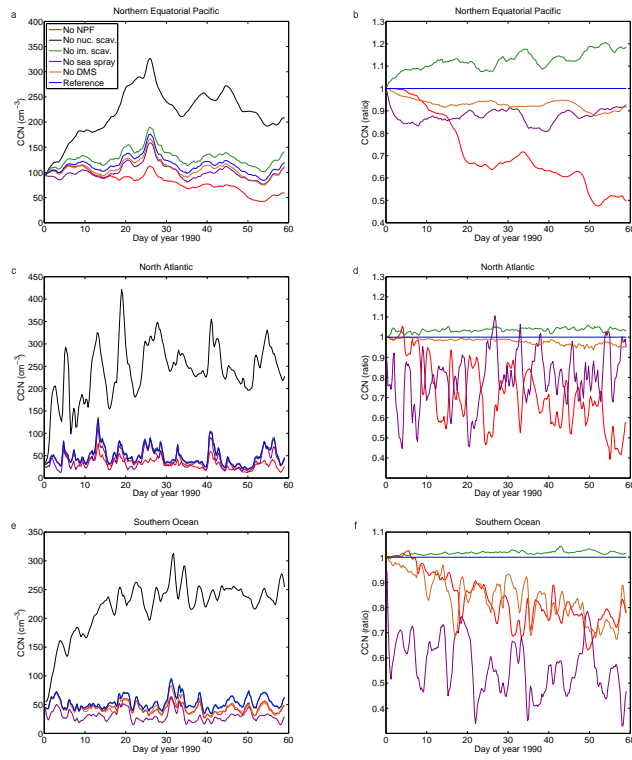 a
Northern Equatorial Pacific
400
350
300
250
200
150
100
50
0
CCN (cm⁻³)
No NPF
No nuc. scav.
No im. scav.
No sea spray
No DMS
Reference
0 10 20 30 40 50 60
Day of year 1990
b
Northern Equatorial Pacific
1.3
1.2
1.1
1
0.9
0.8
0.7
0.6
0.5
0.4
CCN (ratio)
0 10 20 30 40 50 60
Day of year 1990
c
North Atlantic
450
400
350
300
250
200
150
100
50
0
CCN (cm⁻³)
0 10 20 30 40 50 60
Day of year 1990
d
North Atlantic
1.3
1.2
1.1
1
0.9
0.8
0.7
0.6
0.5
0.4
CCN (ratio)
0 10 20 30 40 50 60
Day of year 1990
e
Southern Ocean
350
300
250
200
150
100
50
0
CCN (cm⁻³)
0 10 20 30 40 50 60
Day of year 1990
f
Southern Ocean
1.1
1
0.9
0.8
0.7
0.6
0.5
0.4
CCN (ratio)
0 10 20 30 40 50 60
Day of year 1990